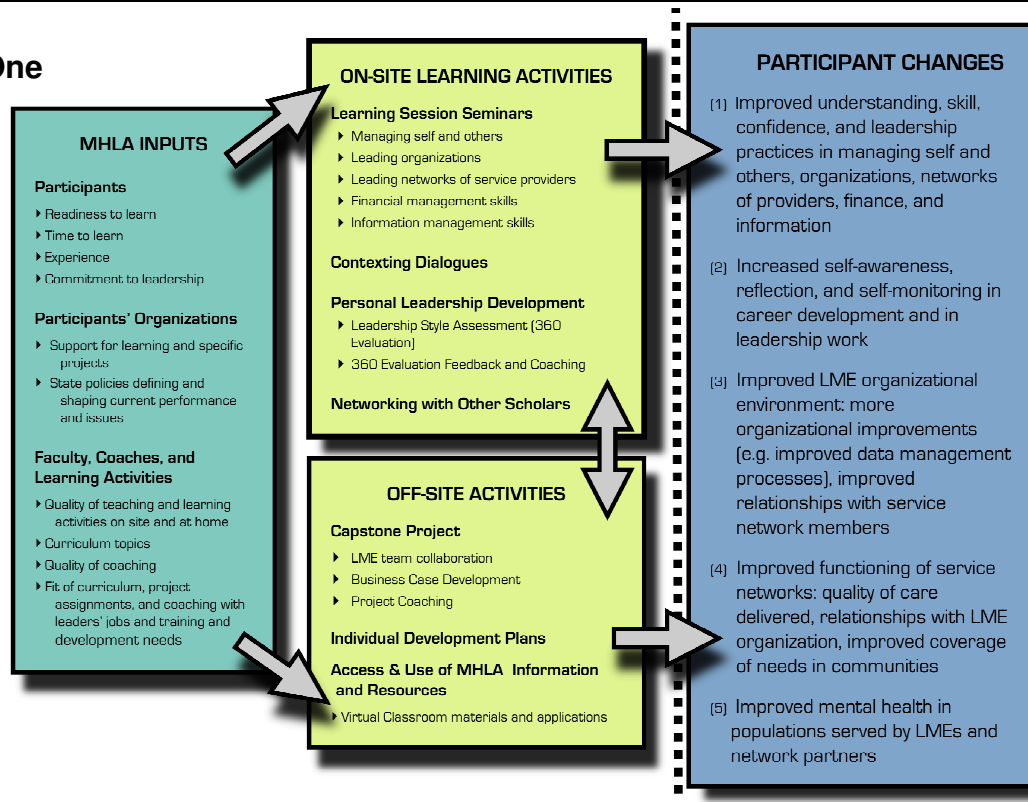 One
MHLA INPUTS
Participants
Readiness to learn
Time to learn
Experience
Commitment to leadership
Participants' Organizations
Support for learning and specific
projects
State policies defining and
shaping current performance
and issues
Faculty, Coaches, and
Learning Activities
Quality of teaching and learning
activities on site and at home
Curriculum topics
Quality of coaching
Fit of curriculum, project
assignments, and coaching with
leaders' jobs and training and
development needs
ON-SITE LEARNING ACTIVITIES
Learning Session Seminars
Managing self and others
Leading organizations
Leading networks of service providers
Financial management skills
Information management skills
Contexting Dialogues
Personal Leadership Development
Leadership Style Assessment (360
Evaluation)
360 Evaluation Feedback and Coaching
Networking with Other Scholars
OFF-SITE ACTIVITIES
Capstone Project
LME team collaboration
Business Case Development
Project Coaching
Individual Development Plans
Access & Use of MHLA Information
and Resources
Virtual Classroom materials and applications
PARTICIPANT CHANGES
(1) Improved understanding, skill,
confidence, and leadership
practices in managing self and
others, organizations, networks
of providers, finance, and
information
(2) Increased self-awareness,
reflection, and self-monitoring in
career development and in
leadership work
(3) Improved LME organizational
environment: more
organizational improvements
(e.g. improved data management
processes), improved
relationships with service
network members
(4) Improved functioning of service
networks: quality of care
delivered, relationships with LME
organization, improved coverage
of needs in communities
(5) Improved mental health in
populations served by LMEs and
network partners